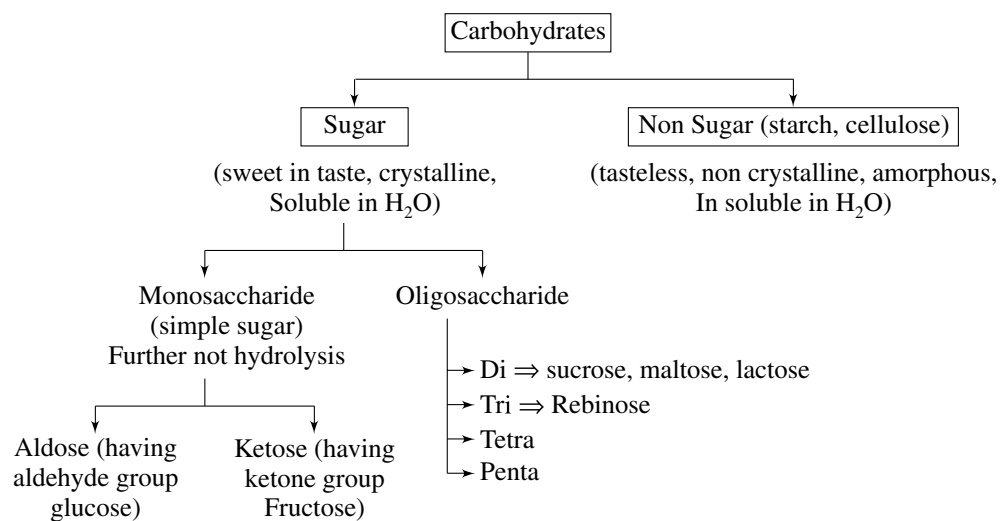 Carbohydrates
Sugar
Non Sugar (starch, cellulose)
(sweet in taste, crystalline,
Soluble in H₂O)
(tasteless, non crystalline, amorphous,
In soluble in H₂O)
Monosaccharide
(simple sugar)
Further not hydrolysis
Oligosaccharide
Di ⇒ sucrose, maltose, lactose
Tri ⇒ Rebinose
Tetra
Penta
Aldose (having
aldehyde group
glucose)
Ketose (having
ketone group
Fructose)